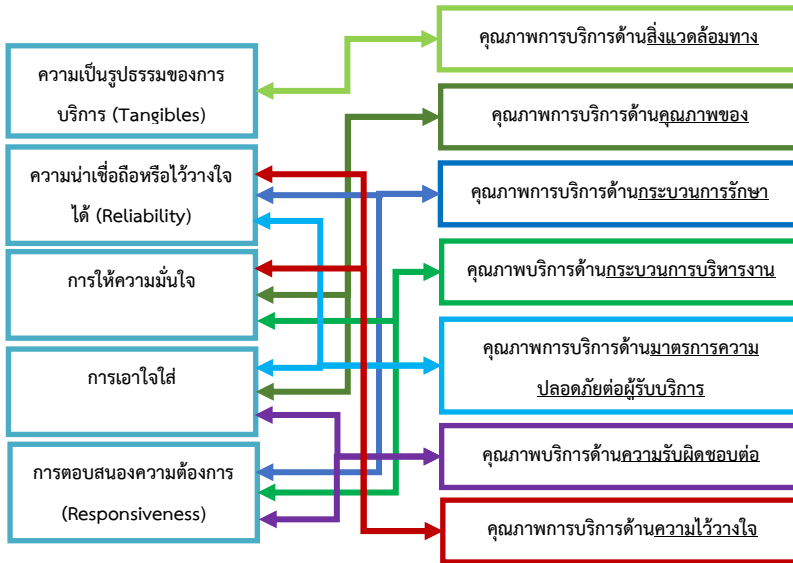 ความเป็นรูปธรรมของการ
บริการ (Tangibles)
ความน่าเชื่อถือหรือไว้วางใจ
ได้ (Reliability)
การให้ความมั่นใจ
การเอาใจใส่
การตอบสนองความต้องการ
(Responsiveness)
คุณภาพการบริการด้านสิ่งแวดล้อมทาง
คุณภาพการบริการด้านคุณภาพของ
คุณภาพการบริการด้านกระบวนการรักษา
คุณภาพบริการด้านกระบวนการบริหารงาน
คุณภาพการบริการด้านมาตรการความ
ปลอดภัยต่อผู้รับบริการ
คุณภาพบริการด้านความรับผิดชอบต่อ
คุณภาพการบริการด้านความไว้วางใจ